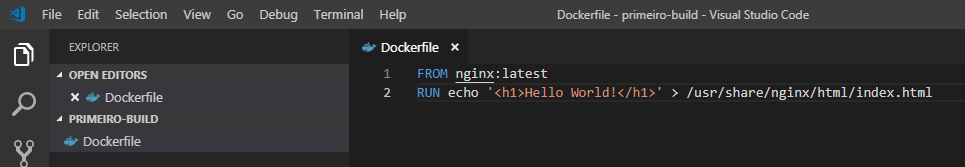 File Edit Selection View Go Debug Terminal Help Dockerfile - primeiro-build - Visual Studio Code
EXPLORER
OPEN EDITORS
Dockerfile
PRIMEIRO-BUILD
Dockerfile
Dockerfile
1 FROM nginx:latest
2 RUN echo '<h1>Hello World!</h1>' > /usr/share/nginx/html/index.html